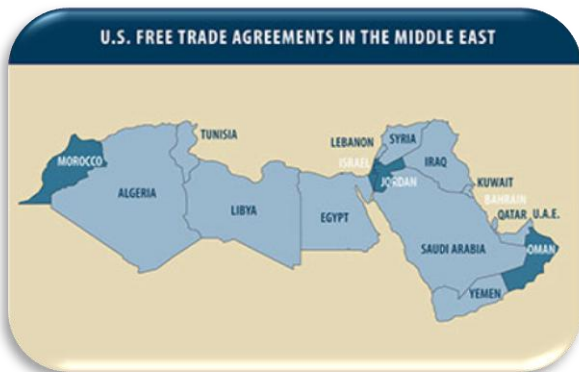 U.S. FREE TRADE AGREEMENTS IN THE MIDDLE EAST
TUNISIA
LEBANON
SYRIA
MOROCCO
ISRAEL
IRAQ
JORDAN
KUWAIT
ALGERIA
BAHRAIN
LIBYA
EGYPT
QATAR
U.A.E.
SAUDI ARABIA
OMAN
YEMEN